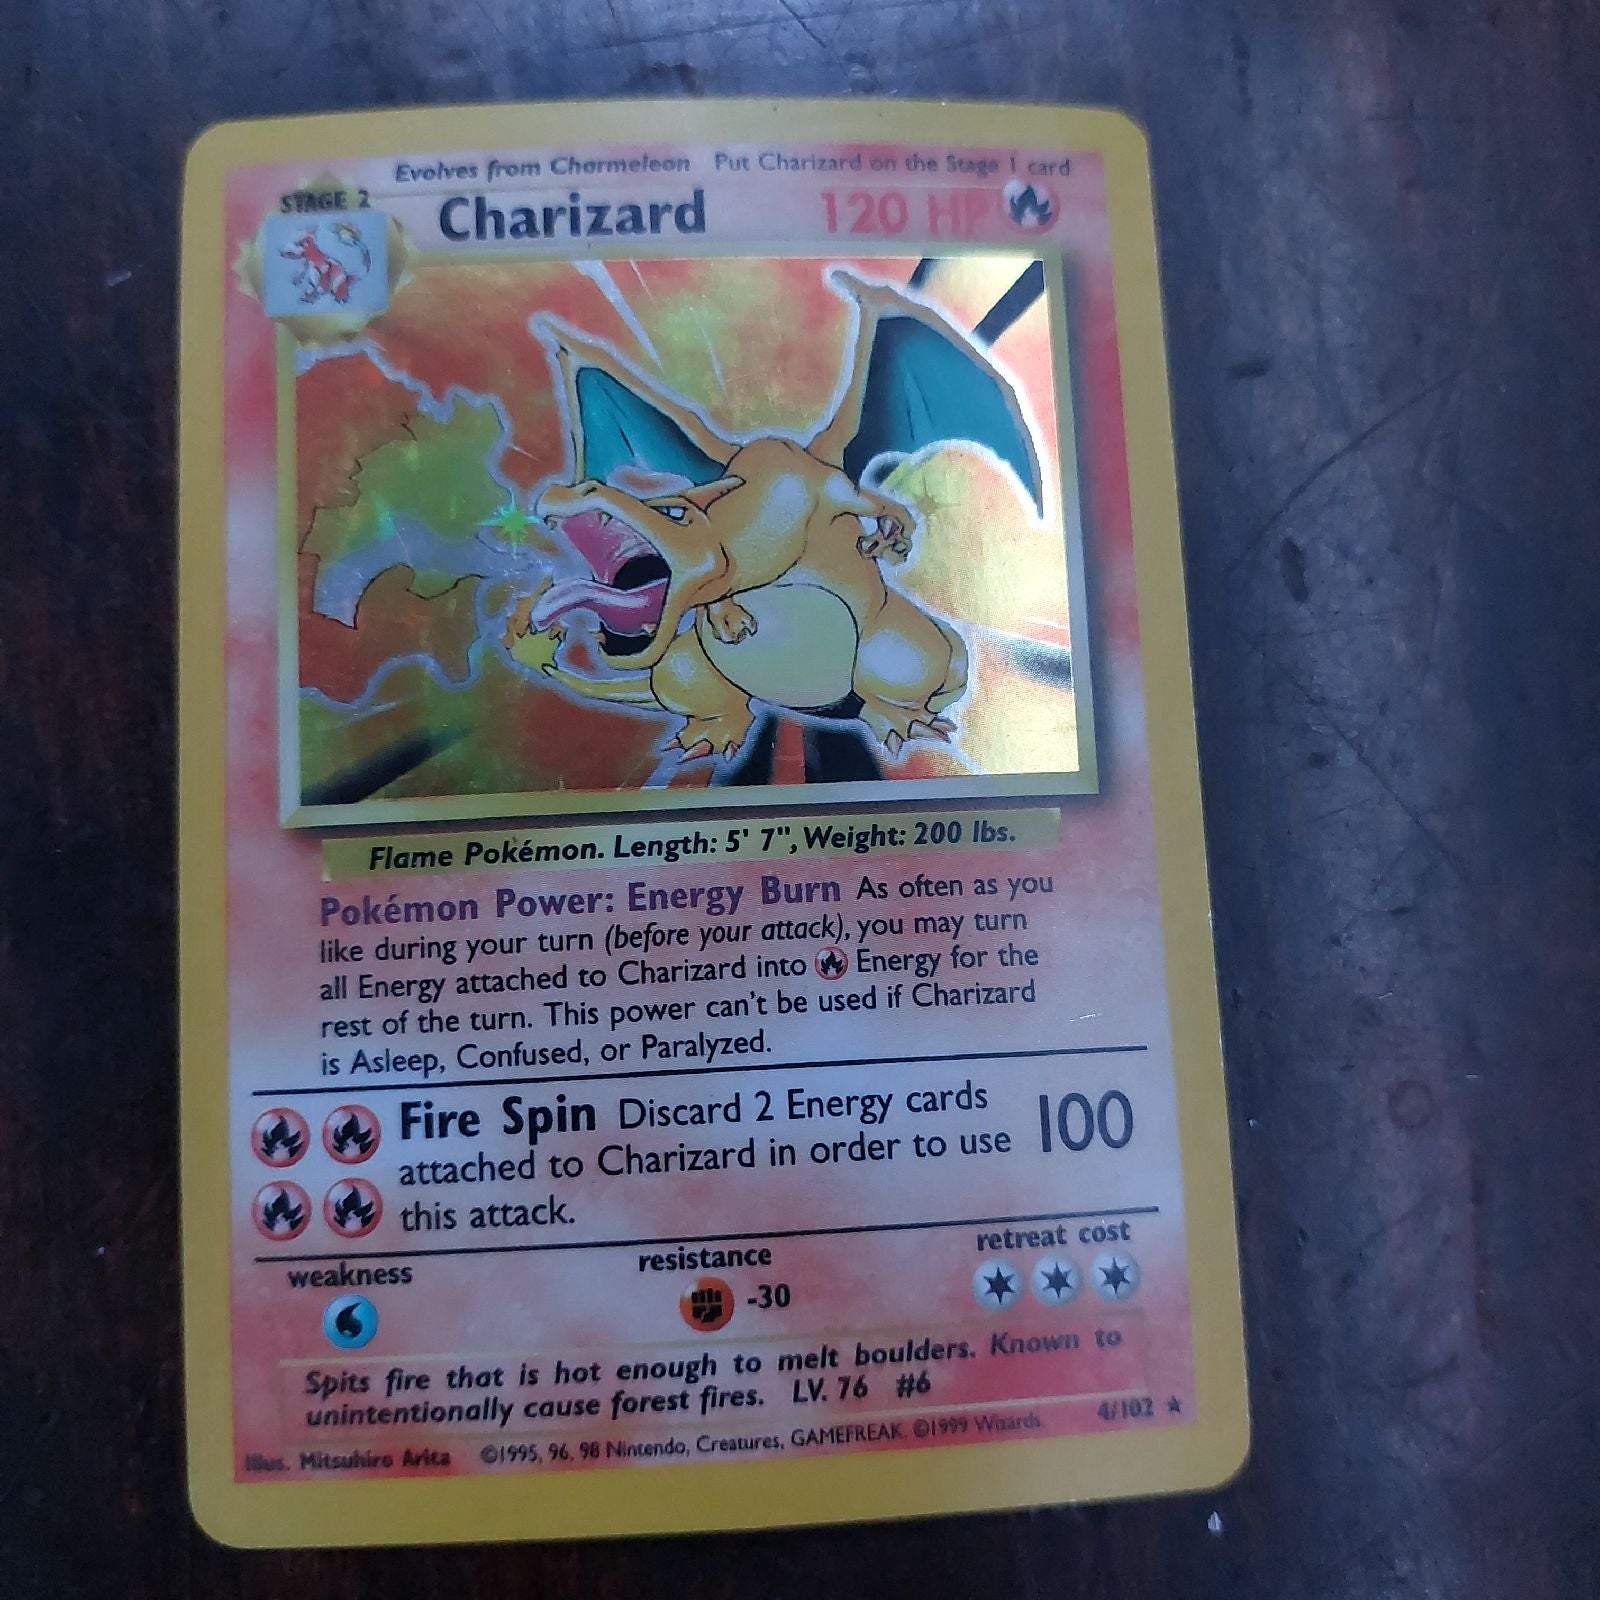 Evolves from Charmeleon Put Charizard on the Stage 1 card
STAGE 2
Charizard 120 HP
Flame Pokémon. Length: 5' 7", Weight: 200 lbs.
Pokémon Power: Energy Burn As often as you
like during your turn (before your attack), you may turn
all Energy attached to Charizard into Energy for the
rest of the turn. This power can't be used if Charizard
is Asleep, Confused, or Paralyzed.
Fire Spin Discard 2 Energy cards
attached to Charizard in order to use
this attack.
100
weakness
resistance
-30
retreat cost
Spits fire that is hot enough to melt boulders. Known to
unintentionally cause forest fires. LV. 76 #6
Illus. Mitsuhiro Arita ©1995, 96, 98 Nintendo, Creatures, GAMEFREAK. ©1999 Wizards. 4/102 ★